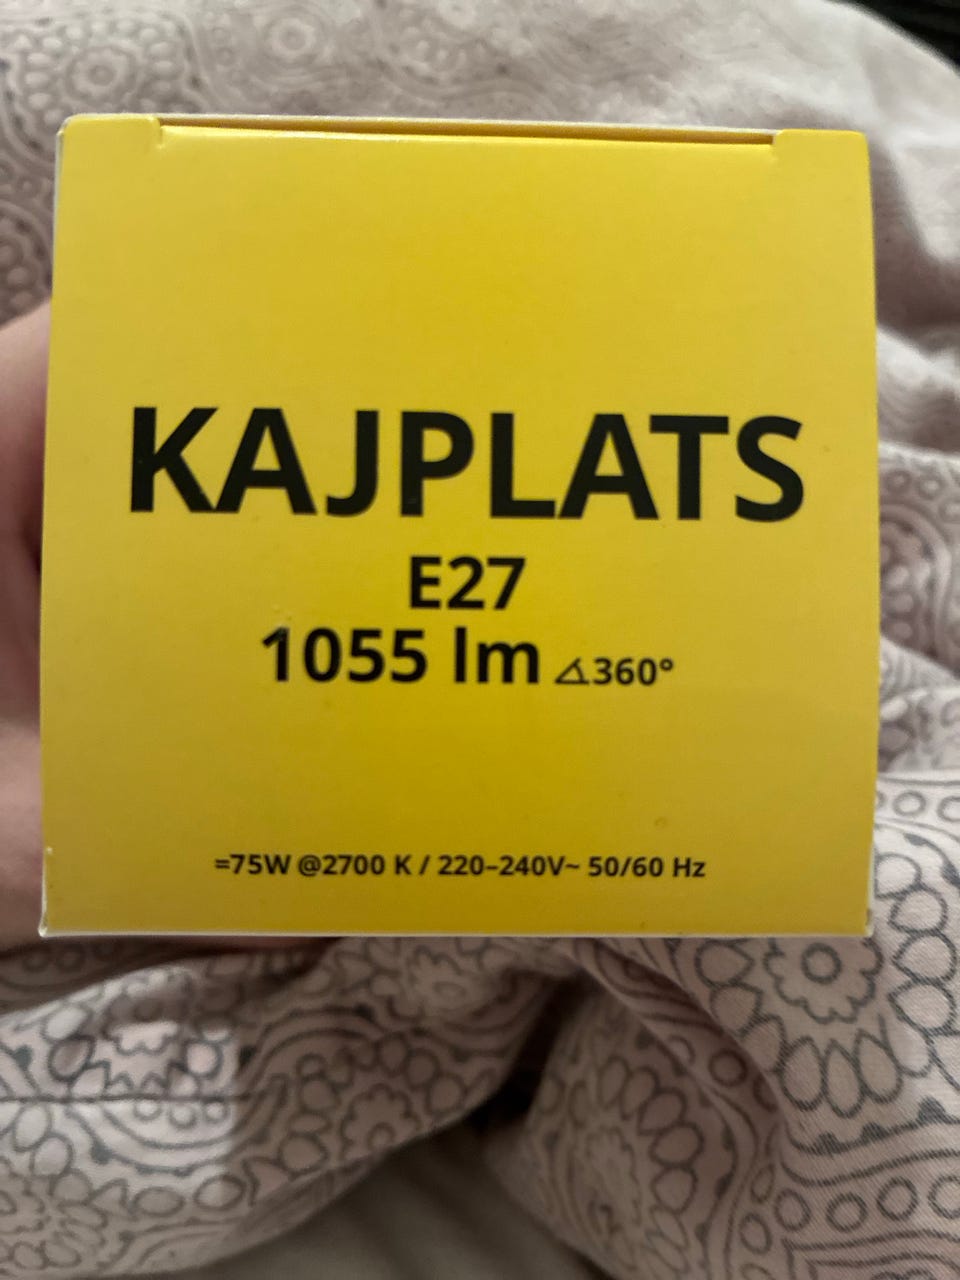 KAJPLATS
E27
1055 lm ∡360°
=75W @2700 K / 220–240V~ 50/60 Hz